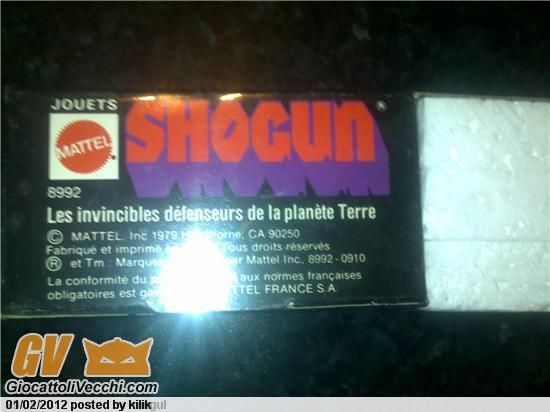 JOUETS
MATTEL
SHOGUN ®
8992
Les invincibles défenseurs de la planète Terre
© MATTEL, Inc 1979 CA 90250
Fabriqué et imprimé Tous droits réservés
® et Tm : Marques par Mattel Inc. 8992-0910
La conformité du aux normes françaises
obligatoires est MATTEL FRANCE S.A.
GV
GiocattoliVecchi.com
01/02/2012 posted by kilikgul